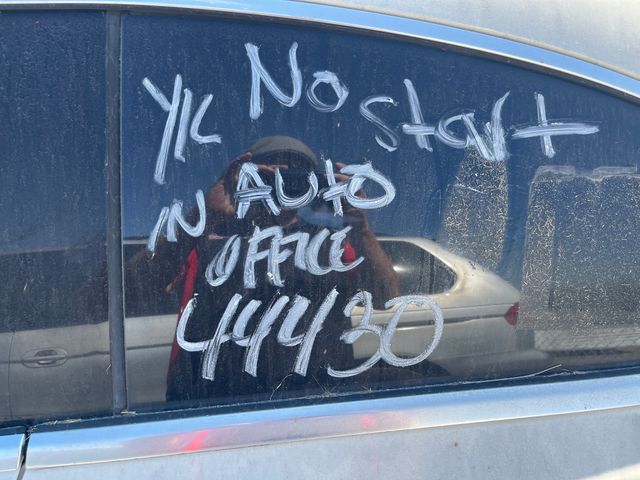 YK No start
IN AUTO
OFFICE
44430